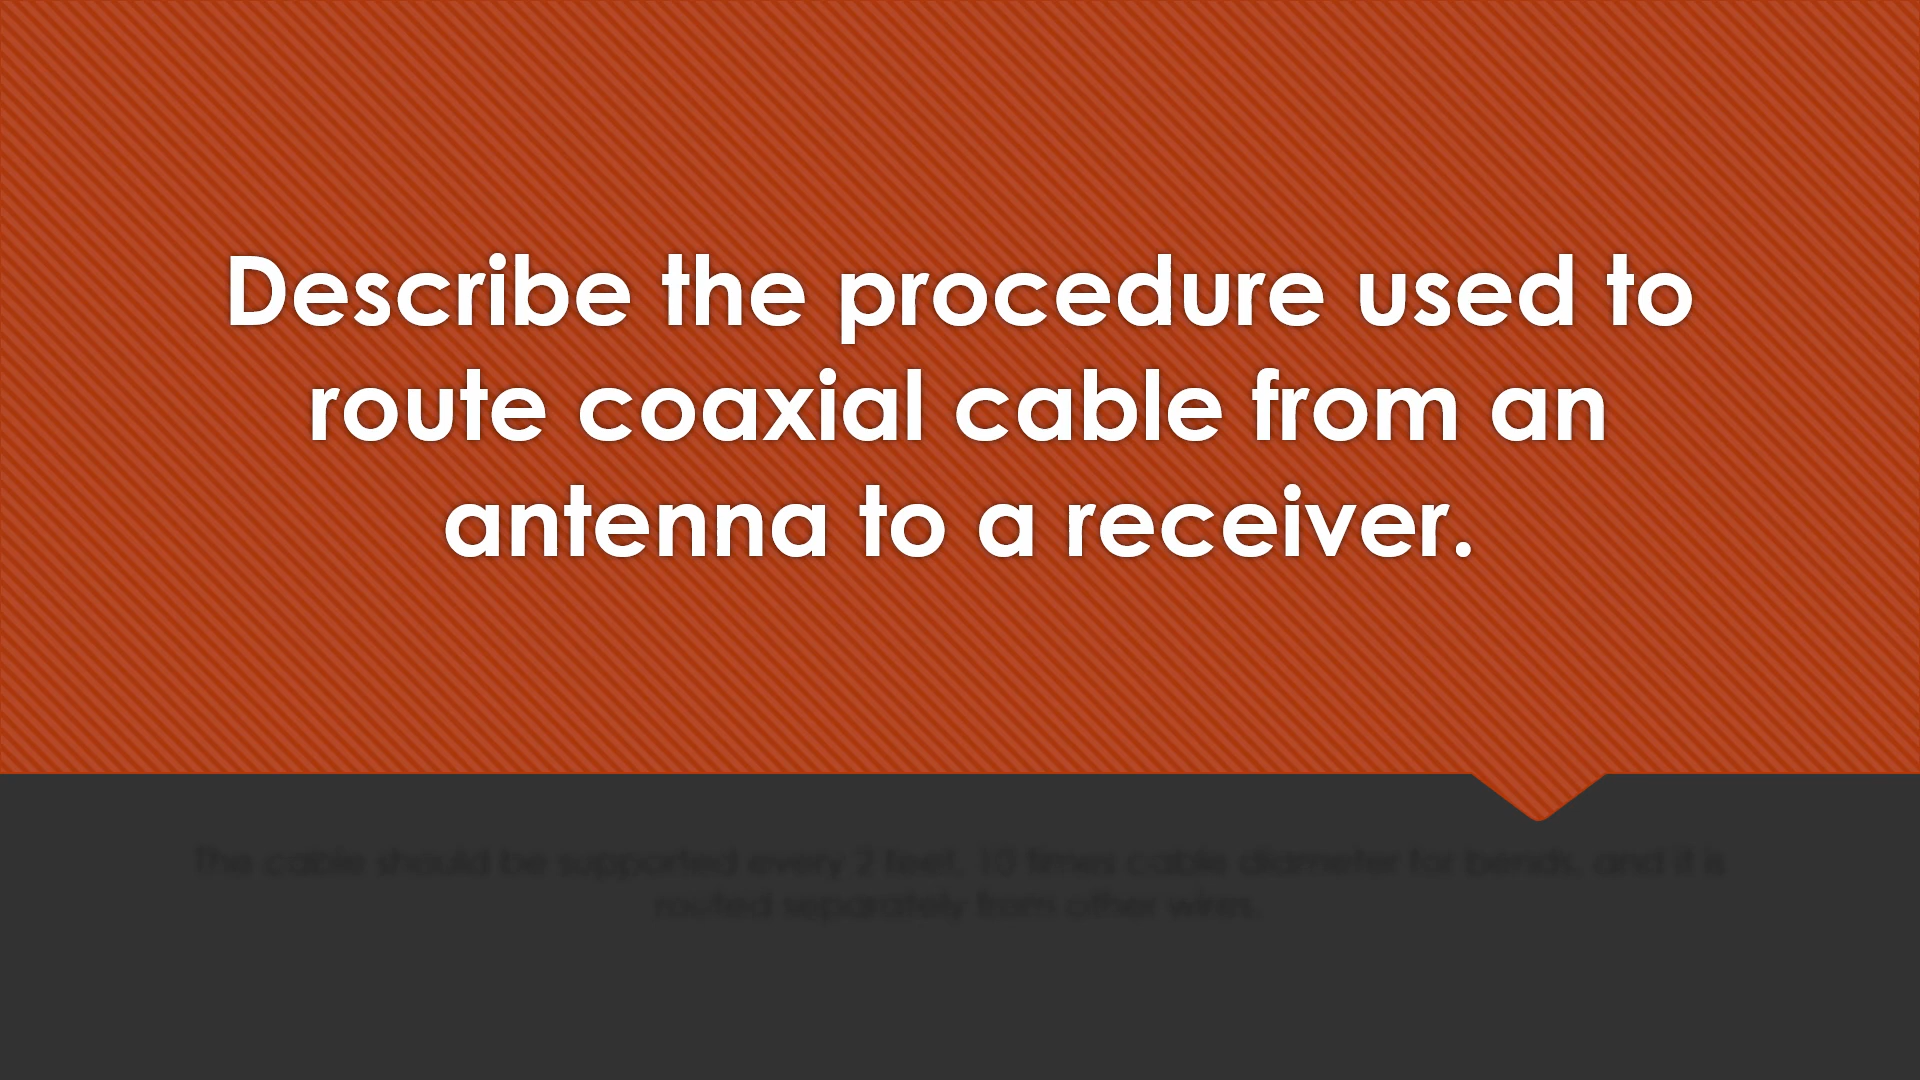 Describe the procedure used to
route coaxial cable from an
antenna to a receiver.
The cable should be supported every 2 feet, 10 times cable diameter for bends, and it is
routed separately from other wires.